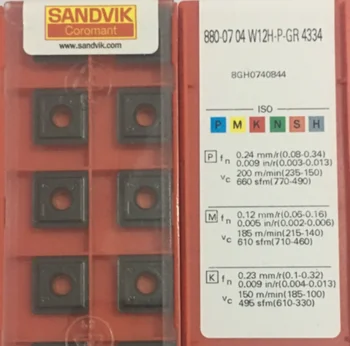 SANDVIK
Coromant
www.sandvik.com
880-07 04 W12H-P-GR 4334
8GH0740844
ISO
P M K N S H
P fn 0.24 mm/r(0.08-0.34)
0.009 in/r(0.003-0.013)
vc 200 m/min(235-150)
660 sfm(770-490)
M fn 0.12 mm/r(0.06-0.16)
0.005 in/r(0.002-0.006)
vc 185 m/min(215-140)
610 sfm(710-460)
K fn 0.23 mm/r(0.1-0.32)
0.009 in/r(0.004-0.013)
vc 150 m/min(185-100)
495 sfm(610-330)